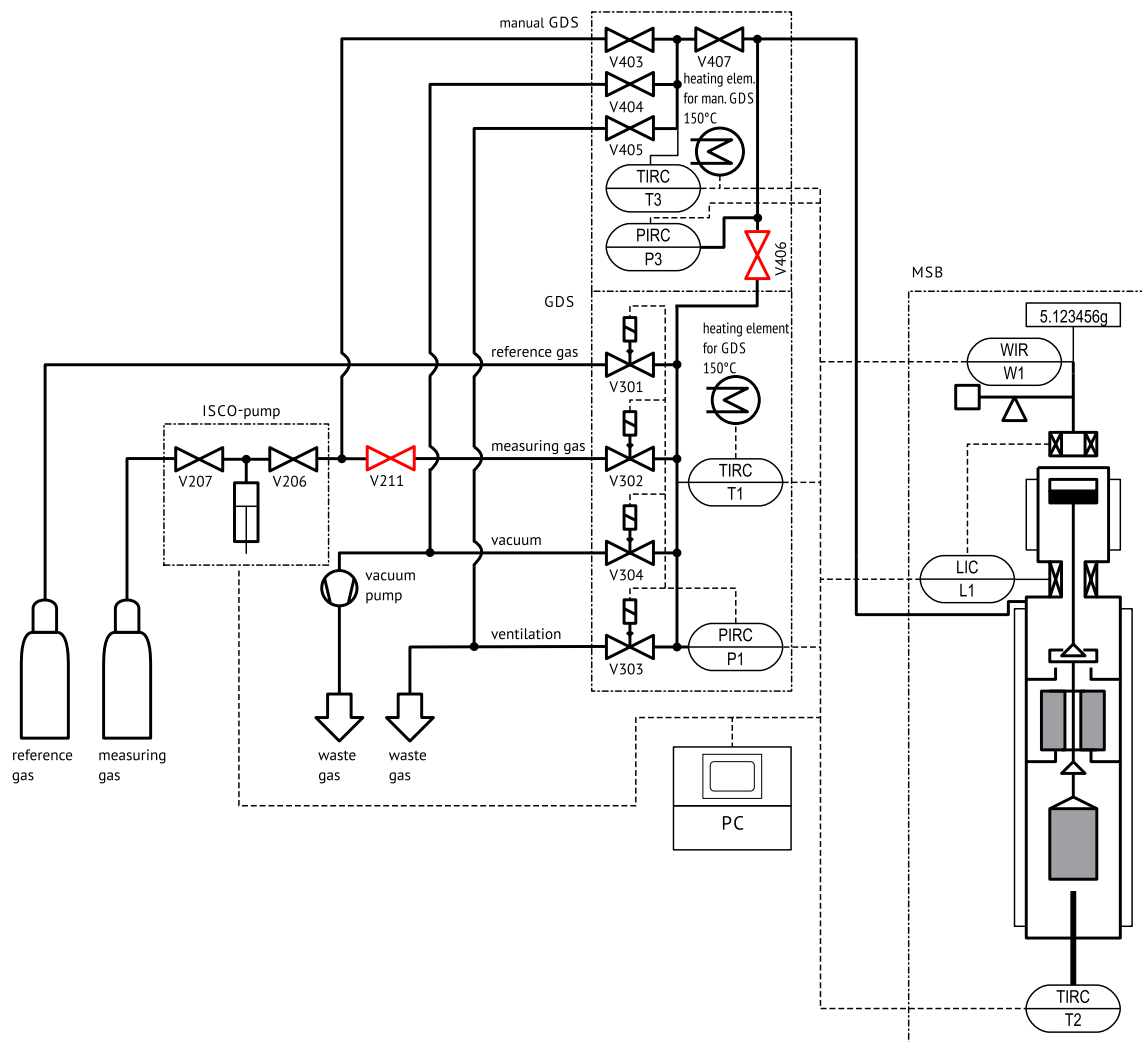 manual GDS
V403
V407
heating elem.
for man. GDS
150°C
V404
V405
TIRC
T3
PIRC
P3
V406
MSB
GDS
5.123456g
heating element
for GDS
150°C
WIR
W1
reference gas
V301
ISCO-pump
measuring gas
V207
V206
V211
V302
TIRC
T1
vacuum
V304
vacuum
pump
LIC
L1
ventilation
V303
PIRC
P1
reference
gas
measuring
gas
waste
gas
waste
gas
PC
TIRC
T2